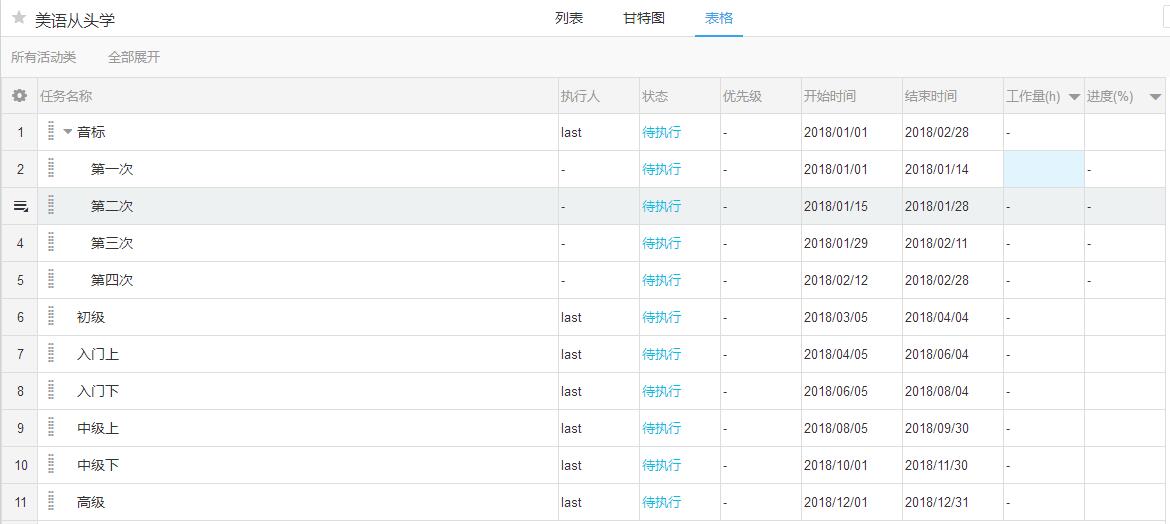 美语从头学 列表 甘特图 表格
所有活动类 全部展开
任务名称 执行人 状态 优先级 开始时间 结束时间 工作量(h) 进度(%)
1 音标 last 待执行 - 2018/01/01 2018/02/28 -
2 第一次 - 待执行 - 2018/01/01 2018/01/14 -
第二次 - 待执行 - 2018/01/15 2018/01/28 - -
4 第三次 - 待执行 - 2018/01/29 2018/02/11 - -
5 第四次 - 待执行 - 2018/02/12 2018/02/28 - -
6 初级 last 待执行 - 2018/03/05 2018/04/04 -
7 入门上 last 待执行 - 2018/04/05 2018/06/04 -
8 入门下 last 待执行 - 2018/06/05 2018/08/04 -
9 中级上 last 待执行 - 2018/08/05 2018/09/30 -
10 中级下 last 待执行 - 2018/10/01 2018/11/30 -
11 高级 last 待执行 - 2018/12/01 2018/12/31 -